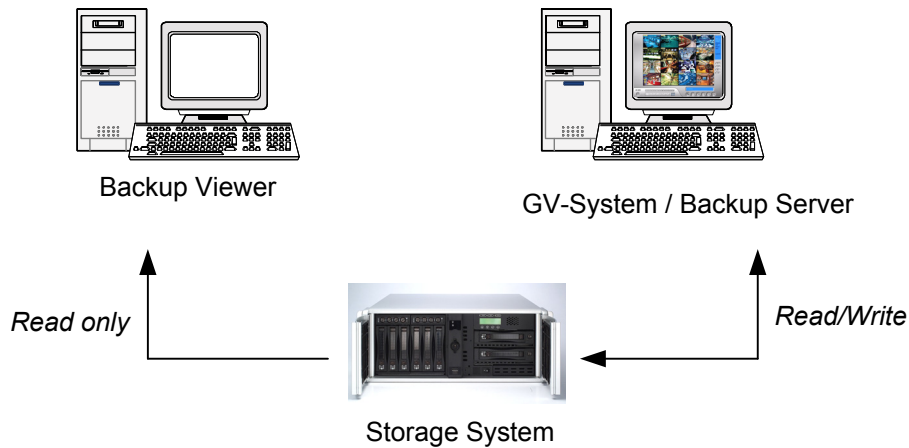 Backup Viewer
GV-System / Backup Server
Read only
Read/Write
Storage System